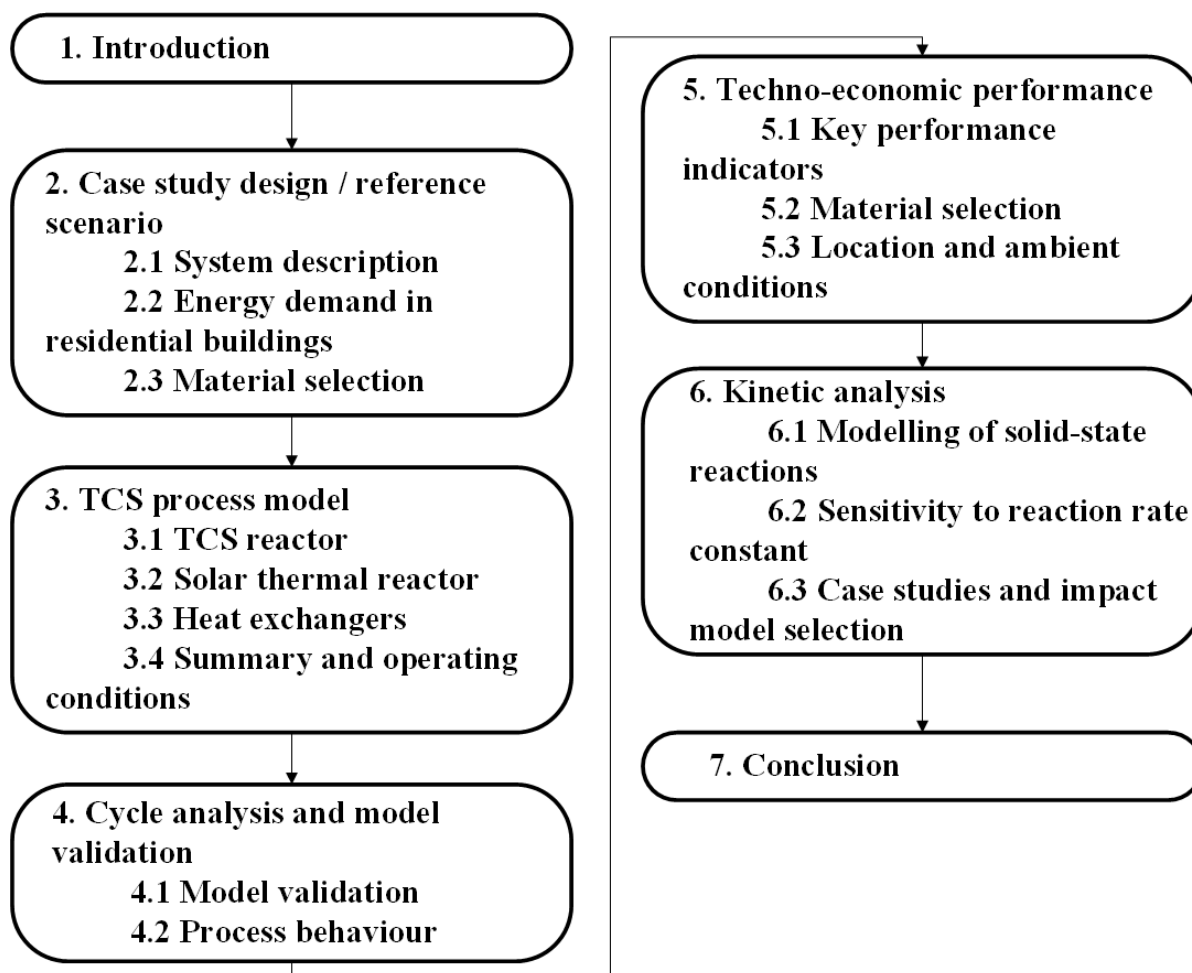 1. Introduction
2. Case study design / reference
scenario
2.1 System description
2.2 Energy demand in
residential buildings
2.3 Material selection
3. TCS process model
3.1 TCS reactor
3.2 Solar thermal reactor
3.3 Heat exchangers
3.4 Summary and operating
conditions
4. Cycle analysis and model
validation
4.1 Model validation
4.2 Process behaviour
5. Techno-economic performance
5.1 Key performance
indicators
5.2 Material selection
5.3 Location and ambient
conditions
6. Kinetic analysis
6.1 Modelling of solid-state
reactions
6.2 Sensitivity to reaction rate
constant
6.3 Case studies and impact
model selection
7. Conclusion